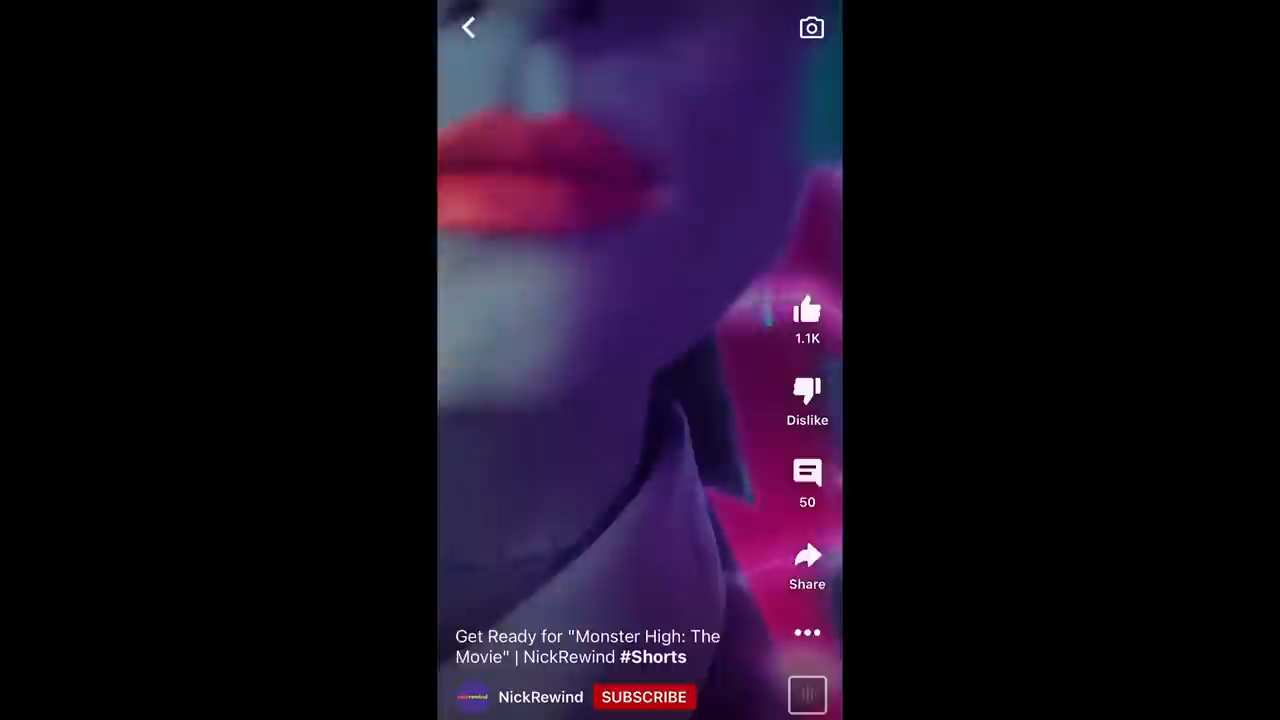 1.1K
Dislike
50
Share
Get Ready for "Monster High: The
Movie" | NickRewind #Shorts
NickRewind SUBSCRIBE